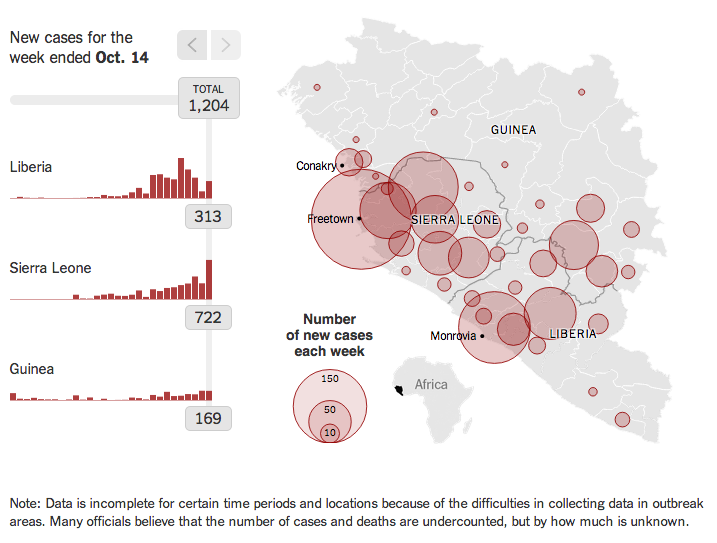 New cases for the
week ended Oct. 14
TOTAL
1,204
Liberia
313
Sierra Leone
722
Guinea
169
GUINEA
Conakry
Freetown
SIERRA LEONE
Monrovia
LIBERIA
Number
of new cases
each week
150
50
10
Africa
Note: Data is incomplete for certain time periods and locations because of the difficulties in collecting data in outbreak
areas. Many officials believe that the number of cases and deaths are undercounted, but by how much is unknown.